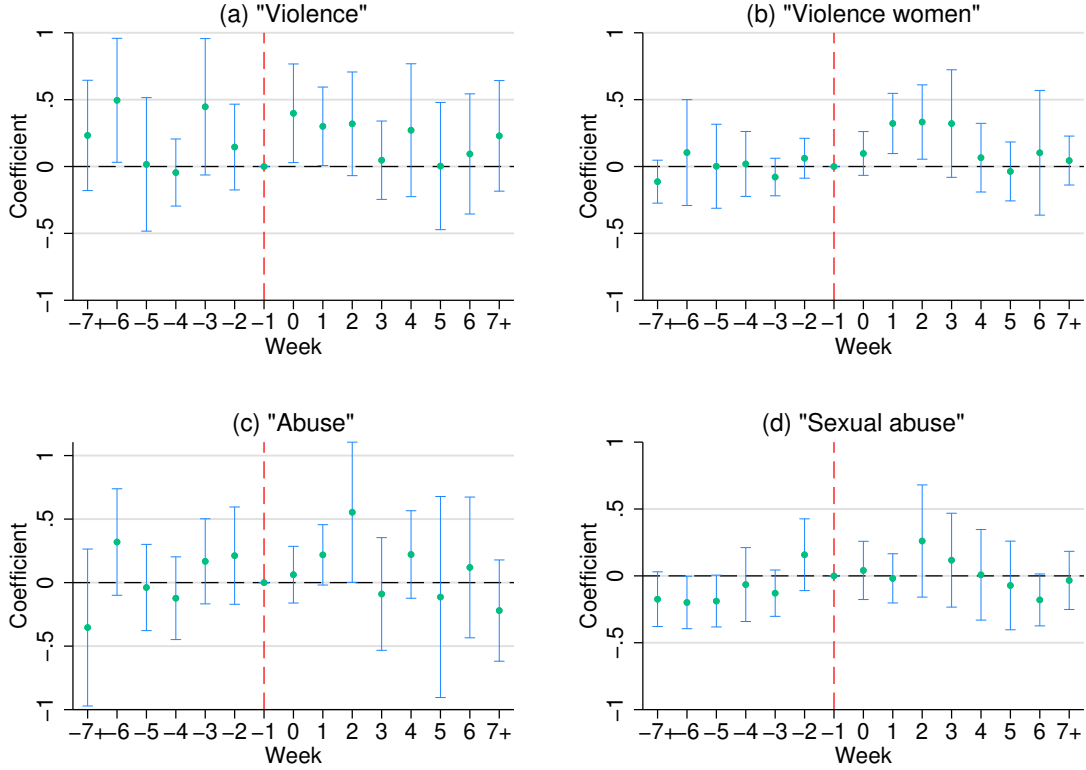 (a) "Violence"
Coefficient
1
.5
0
−.5
−1
−7+ −6 −5 −4 −3 −2 −1 0 1 2 3 4 5 6 7+
Week
(b) "Violence women"
Coefficient
1
.5
0
−.5
−1
−7+ −6 −5 −4 −3 −2 −1 0 1 2 3 4 5 6 7+
Week
(c) "Abuse"
Coefficient
1
.5
0
−.5
−1
−7+ −6 −5 −4 −3 −2 −1 0 1 2 3 4 5 6 7+
Week
(d) "Sexual abuse"
Coefficient
1
.5
0
−.5
−1
−7+ −6 −5 −4 −3 −2 −1 0 1 2 3 4 5 6 7+
Week